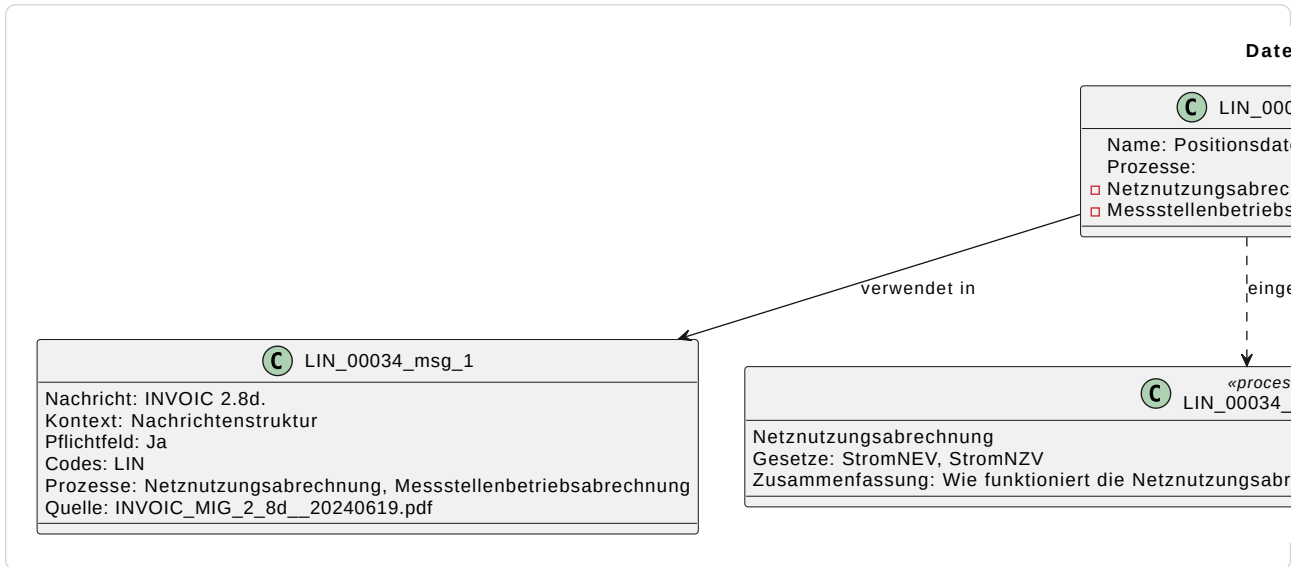 Date
C LIN_000
Name: Positionsdate
Prozesse:
Netznutzungsabrec
Messstellenbetriebs
verwendet in
einge
C LIN_00034_msg_1
Nachricht: INVOIC 2.8d.
Kontext: Nachrichtenstruktur
Pflichtfeld: Ja
Codes: LIN
Prozesse: Netznutzungsabrechnung, Messstellenbetriebsabrechnung
Quelle: INVOIC_MIG_2_8d__20240619.pdf
«proces
C LIN_00034_
Netznutzungsabrechnung
Gesetze: StromNEV, StromNZV
Zusammenfassung: Wie funktioniert die Netznutzungsabr